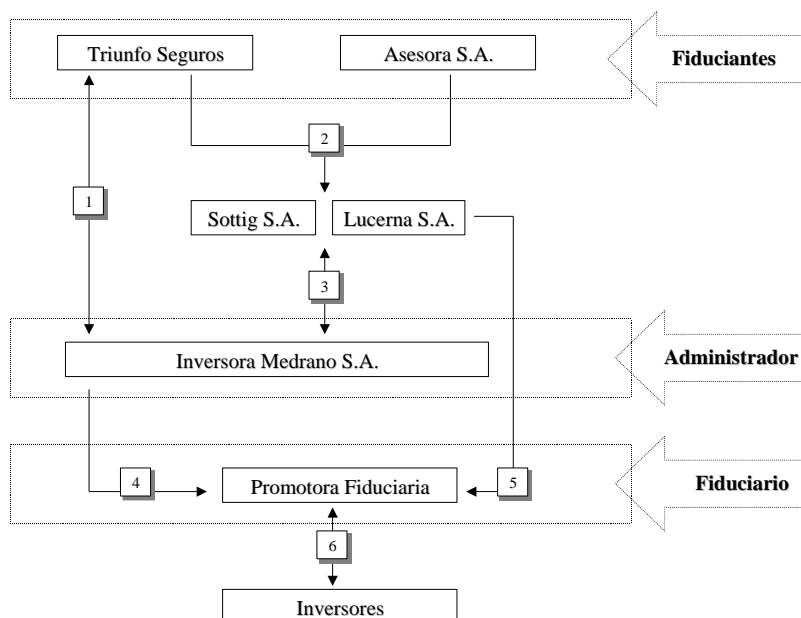 Triunfo Seguros
Asesora S.A.
Fiduciantes
2
1
Sottig S.A.
Lucerna S.A.
3
Inversora Medrano S.A.
Administrador
4
Promotora Fiduciaria
5
Fiduciario
6
Inversores